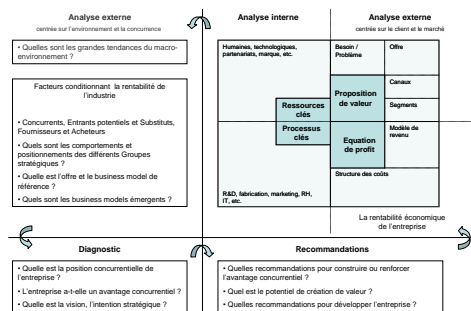 Analyse externe
centrée sur l'environnement et la concurrence
• Quelles sont les grandes tendances du macro-
environnement ?
Facteurs conditionnant la rentabilité de
l'industrie
• Concurrents, Entrants potentiels et Substituts,
Fournisseurs et Acheteurs
• Quels sont les comportements et
positionnements des différents Groupes
stratégiques ?
• Quelle est l'offre et le business model de
référence ?
• Quels sont les business models émergents ?
Analyse interne
Analyse externe
centrée sur le client et le marché
Humaines, technologiques,
partenariats, marque, etc.
Besoin /
Problème
Offre
Proposition
de valeur
Canaux
Segments
Ressources
clés
Processus
clés
Equation
de profit
Modèle de
revenu
Structure des coûts
R&D, fabrication, marketing, RH,
IT, etc.
La rentabilité économique
de l'entreprise
Diagnostic
• Quelle est la position concurrentielle de
l'entreprise ?
• L'entreprise a-t-elle un avantage concurrentiel ?
• Quelle est la vision, l'intention stratégique ?
Recommandations
• Quelles recommandations pour construire ou renforcer
l'avantage concurrentiel ?
• Quel est le potentiel de création de valeur ?
• Quelles recommandations pour développer l'entreprise ?